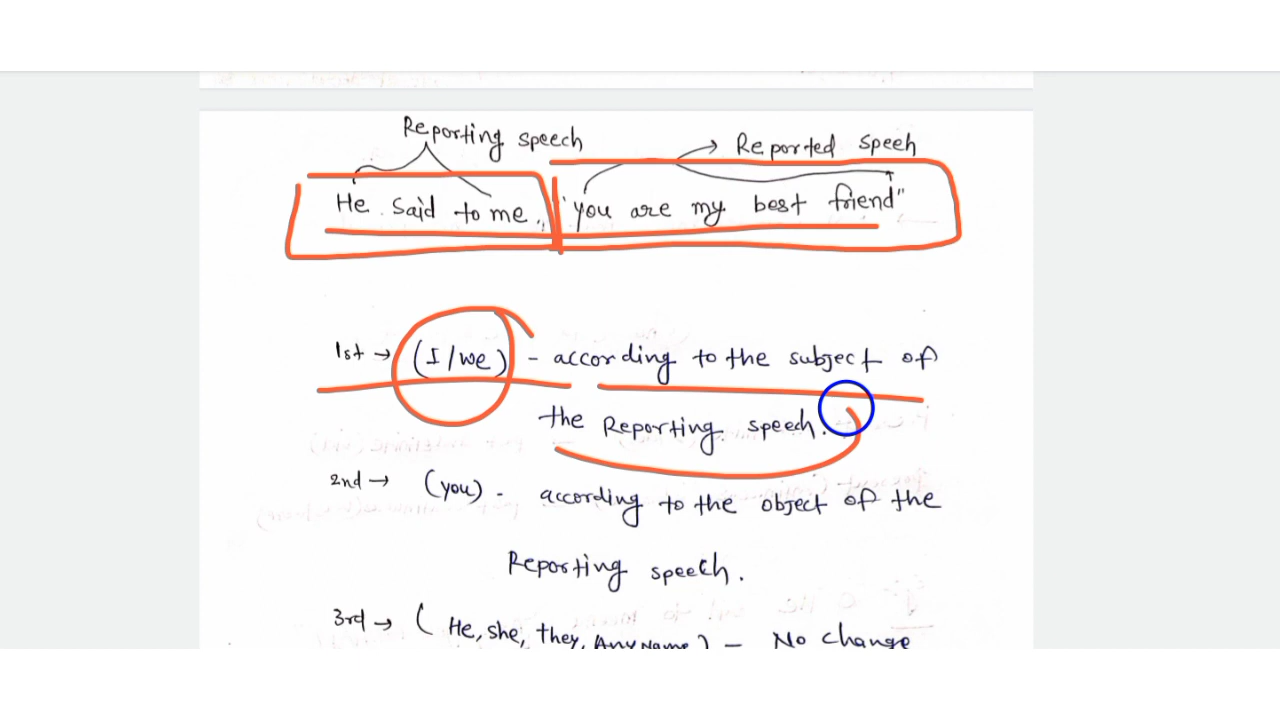 Reporting speech
Reported speeh
He said to me, "you are my best friend"
1st → (I/we) - according to the subject of
the Reporting speech.
2nd → (you) - according to the object of the
Reporting speech.
3rd → ( He, she, they, Any Name ) - No change